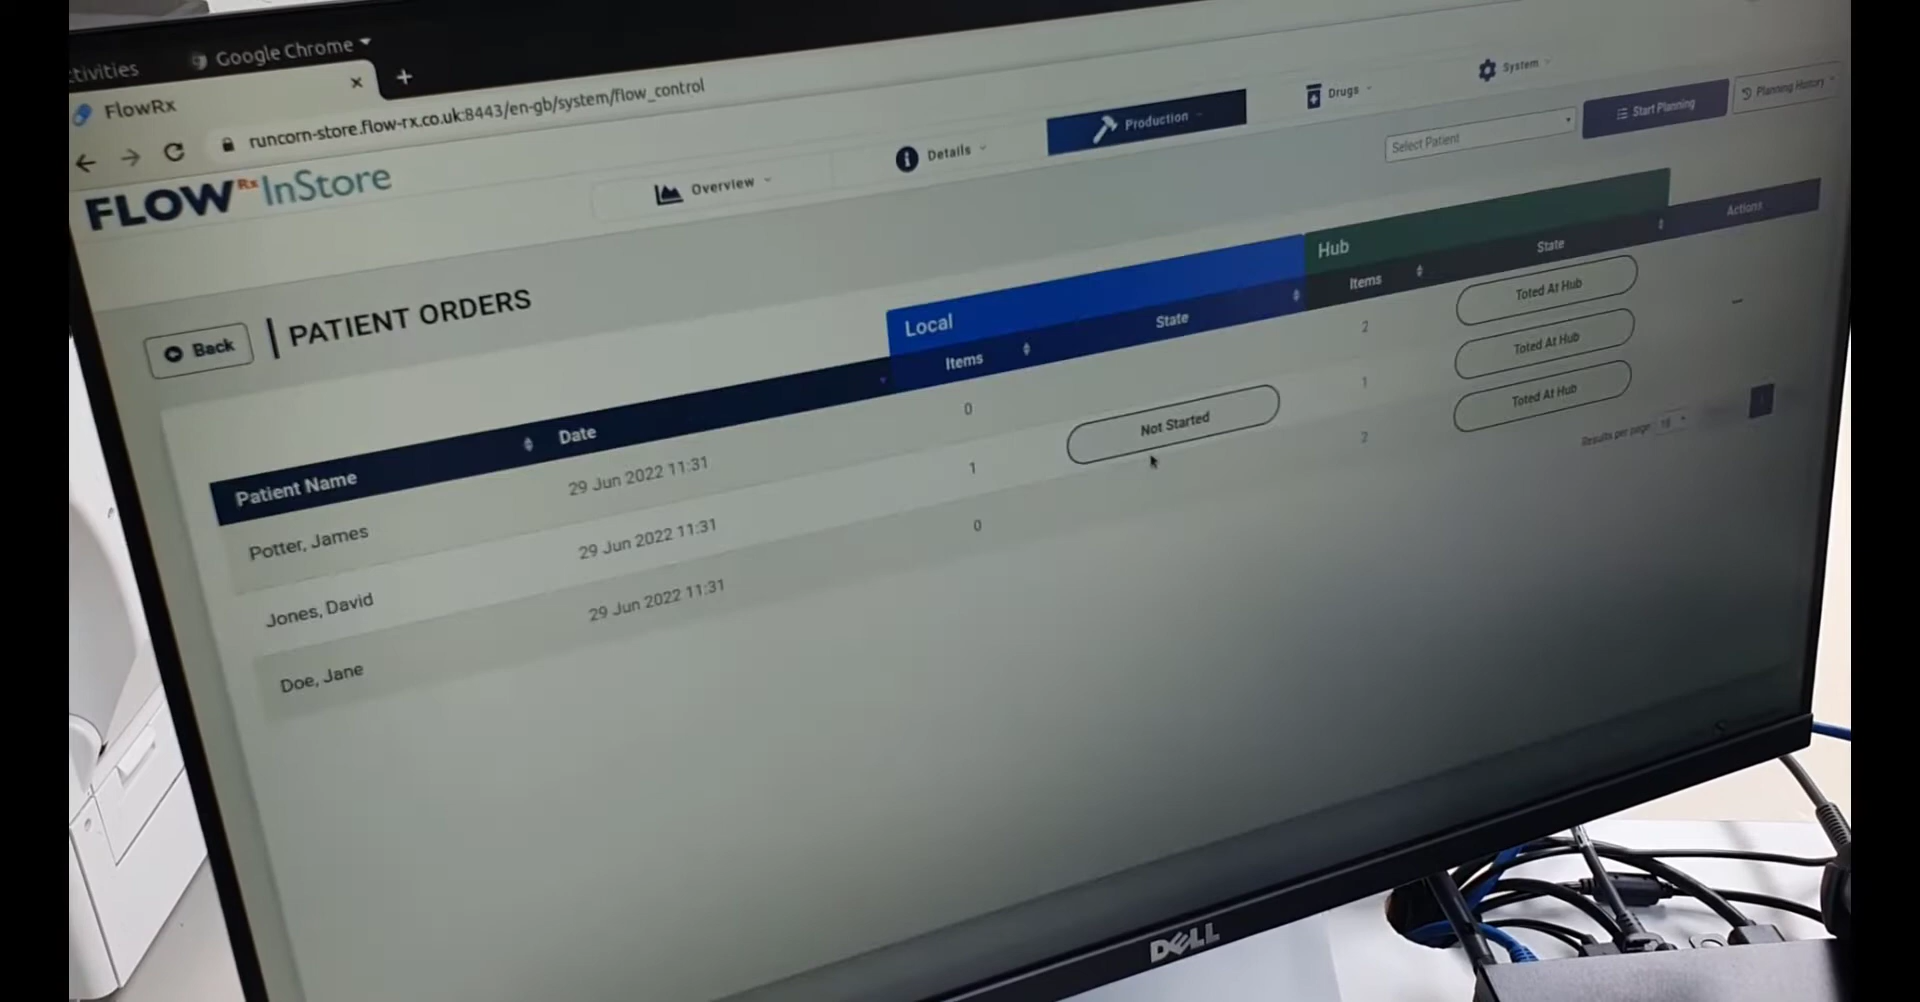 ctivities Google Chrome
FlowRx
runcorn-store.flow-rx.co.uk:8443/en-gb/system/flow_control
FLOW Rx InStore
Overview Details Production Drugs System
Select Patient Start Planning Planning History
Back PATIENT ORDERS
Local Hub
Patient Name Date Items State Items State Actions
Potter, James 29 Jun 2022 11:31 0 2 Toted At Hub
Jones, David 29 Jun 2022 11:31 1 Not Started 1 Toted At Hub
Doe, Jane 29 Jun 2022 11:31 0 2 Toted At Hub
Results per page
DELL